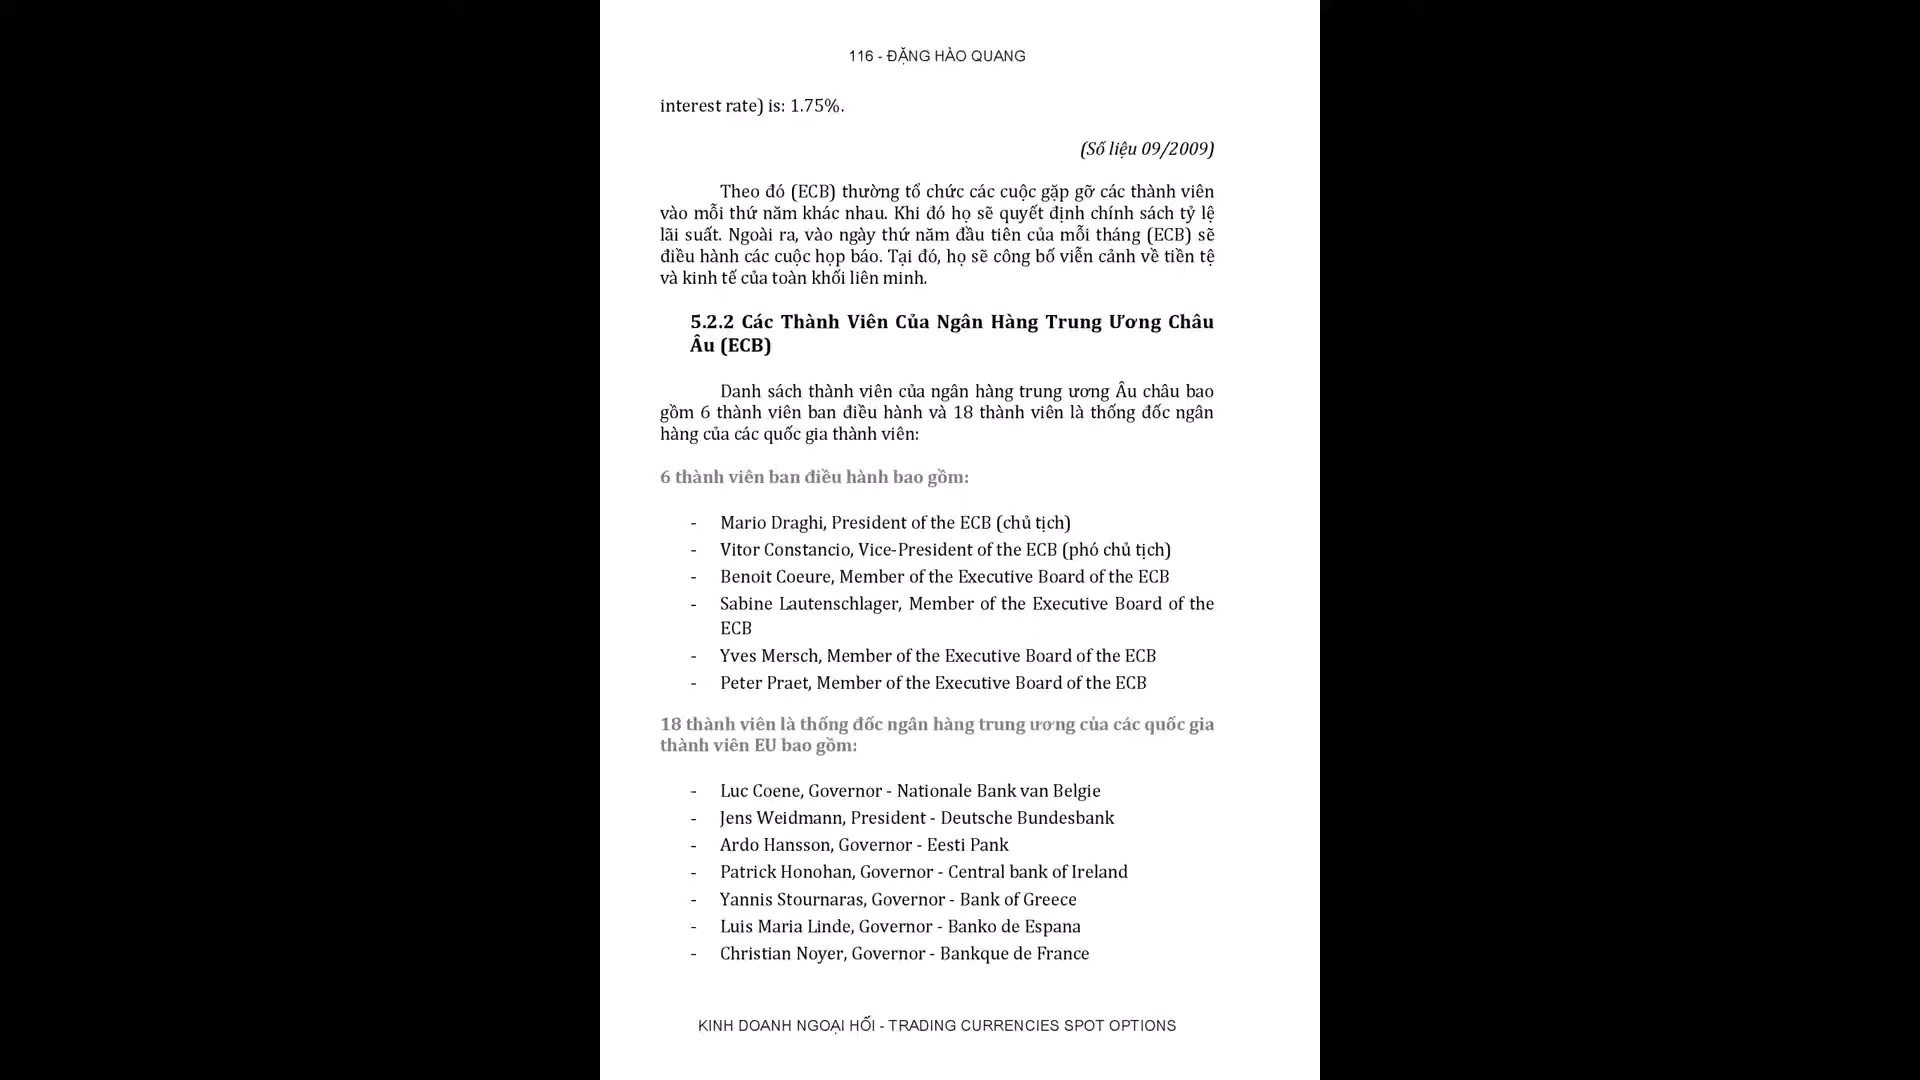 116 - ĐẶNG HÀO QUANG
interest rate) is: 1.75%.
(Số liệu 09/2009)
Theo đó (ECB) thường tổ chức các cuộc gặp gỡ các thành viên
vào mỗi thứ năm khác nhau. Khi đó họ sẽ quyết định chính sách tỷ lệ
lãi suất. Ngoài ra, vào ngày thứ năm đầu tiên của mỗi tháng (ECB) sẽ
điều hành các cuộc họp báo. Tại đó, họ sẽ công bố viễn cảnh về tiền tệ
và kinh tế của toàn khối liên minh.
5.2.2 Các Thành Viên Của Ngân Hàng Trung Ương Châu
Âu (ECB)
Danh sách thành viên của ngân hàng trung ương Âu châu bao
gồm 6 thành viên ban điều hành và 18 thành viên là thống đốc ngân
hàng của các quốc gia thành viên:
6 thành viên ban điều hành bao gồm:
- Mario Draghi, President of the ECB (chủ tịch)
- Vitor Constancio, Vice-President of the ECB (phó chủ tịch)
- Benoit Coeure, Member of the Executive Board of the ECB
- Sabine Lautenschlager, Member of the Executive Board of the
ECB
- Yves Mersch, Member of the Executive Board of the ECB
- Peter Praet, Member of the Executive Board of the ECB
18 thành viên là thống đốc ngân hàng trung ương của các quốc gia
thành viên EU bao gồm:
- Luc Coene, Governor - Nationale Bank van Belgie
- Jens Weidmann, President - Deutsche Bundesbank
- Ardo Hansson, Governor - Eesti Pank
- Patrick Honohan, Governor - Central bank of Ireland
- Yannis Stournaras, Governor - Bank of Greece
- Luis Maria Linde, Governor - Banko de Espana
- Christian Noyer, Governor - Bankque de France
KINH DOANH NGOẠI HỐI - TRADING CURRENCIES SPOT OPTIONS